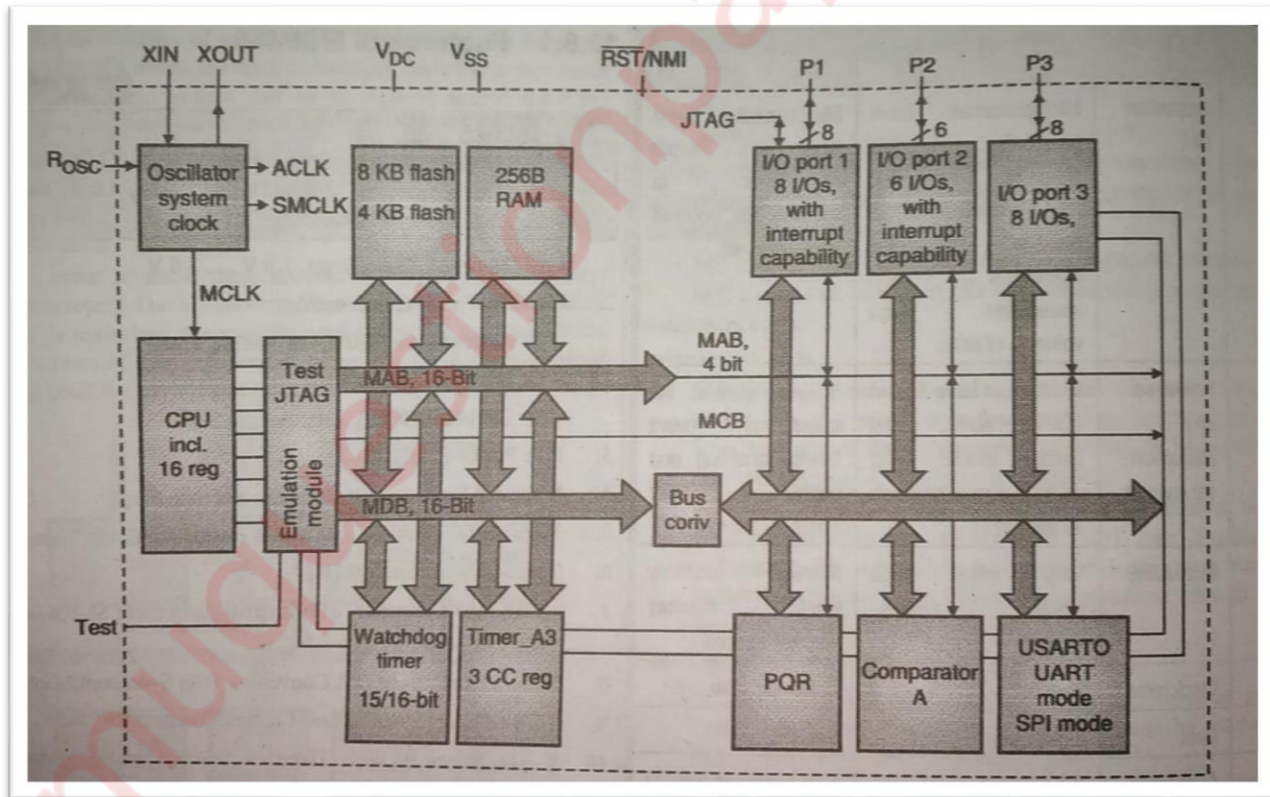 XIN XOUT
V_DC
V_SS
RST/NMI
P1
P2
P3
JTAG
8
6
8
R_OSC
Oscillator
system
clock
ACLK
SMCLK
MCLK
8 KB flash
4 KB flash
256B
RAM
I/O port 1
8 I/Os,
with
interrupt
capability
I/O port 2
6 I/Os,
with
interrupt
capability
I/O port 3
8 I/Os,
CPU
incl.
16 reg
Test
JTAG
Emulation
module
MAB, 16-Bit
MAB,
4 bit
MCB
MDB, 16-Bit
Bus
coriv
Test
Watchdog
timer
15/16-bit
Timer_A3
3 CC reg
PQR
Comparator
A
USARTO
UART
mode
SPI mode
muquestionpa